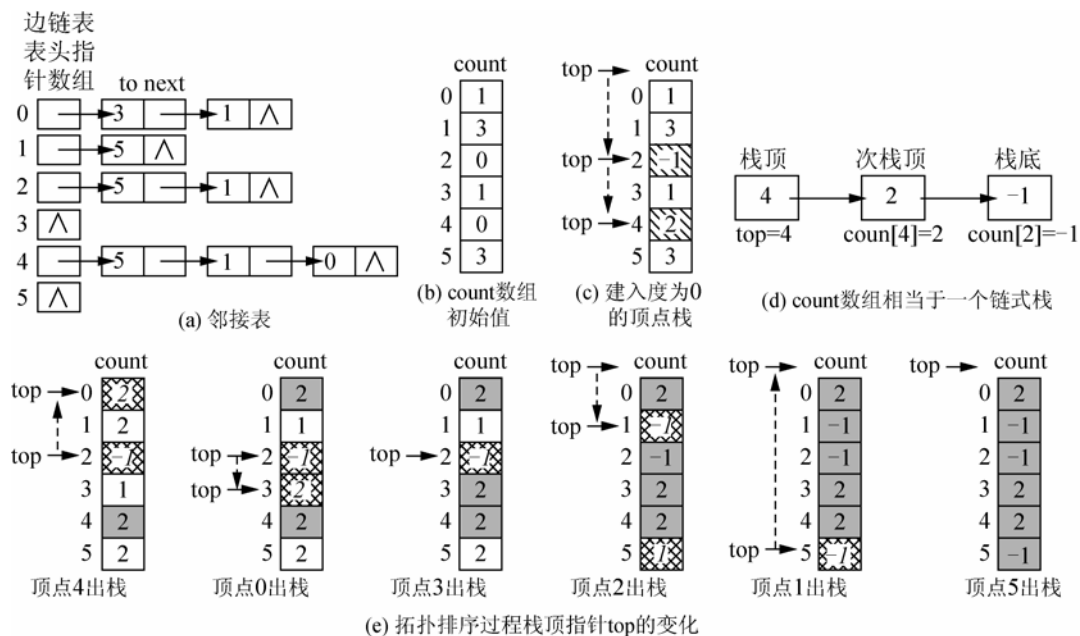 边链表
表头指
针数组
to next
0 3 1 ∧
1 5 ∧
2 5 1 ∧
3 ∧
4 5 1 0 ∧
5 ∧
(a) 邻接表
count
0 1
1 3
2 0
3 1
4 0
5 3
(b) count数组
初始值
count
top
0 1
1 3
top 2 −1
3 1
top 4 2
5 3
(c) 建入度为0
的顶点栈
栈顶 次栈顶 栈底
4 2 −1
top=4 coun[4]=2 coun[2]=−1
(d) count数组相当于一个链式栈
count
top 0 2
1 2
top 2 −1
3 1
4 2
5 2
顶点4出栈
count
0 2
1 1
top 2 −1
top 3 2
4 2
5 2
顶点0出栈
count
0 2
1 1
top 2 −1
3 2
4 2
5 2
顶点3出栈
count
top
0 2
top 1 −1
2 −1
3 2
4 2
5 1
顶点2出栈
count
top
0 2
1 −1
2 −1
3 2
4 2
top 5 −1
顶点1出栈
count
top
0 2
1 −1
2 −1
3 2
4 2
5 −1
顶点5出栈
(e) 拓扑排序过程栈顶指针top的变化